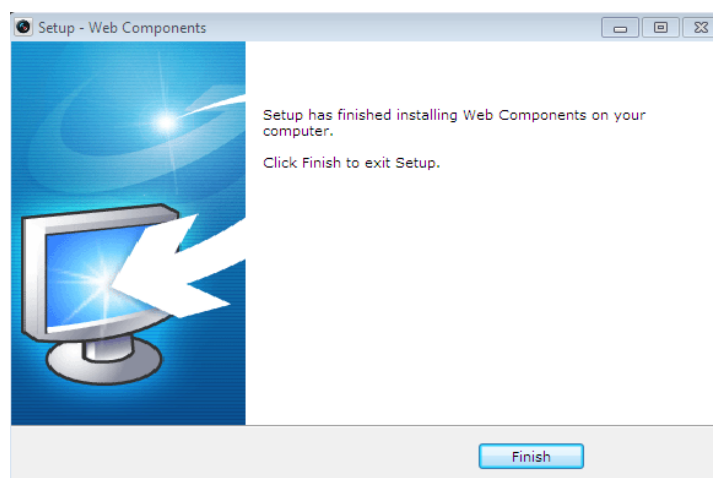 Setup - Web Components
Setup has finished installing Web Components on your
computer.
Click Finish to exit Setup.
Finish